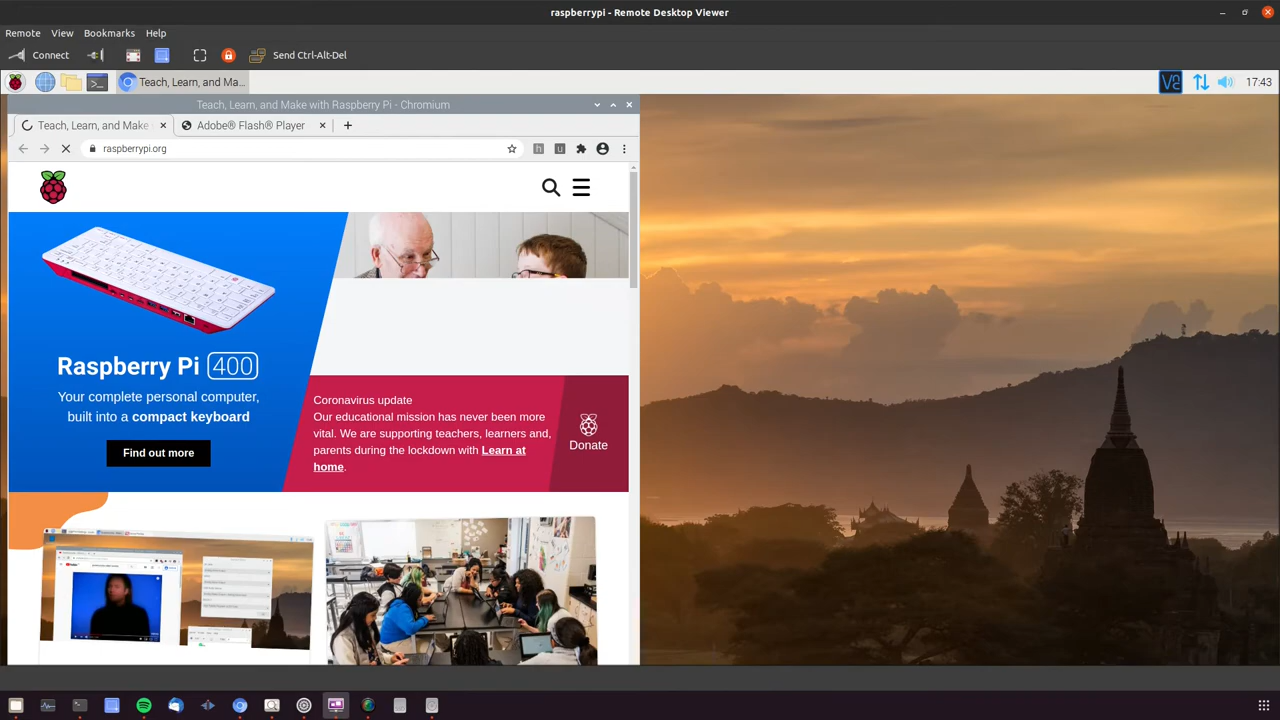 raspberrypi - Remote Desktop Viewer
Remote View Bookmarks Help
Connect Send Ctrl-Alt-Del
Teach, Learn, and Ma... 17:43
Teach, Learn, and Make with Raspberry Pi - Chromium
Teach, Learn, and Make Adobe® Flash® Player
raspberrypi.org
Raspberry Pi 400
Your complete personal computer,
built into a compact keyboard
Find out more
Coronavirus update
Our educational mission has never been more
vital. We are supporting teachers, learners and,
parents during the lockdown with Learn at
home.
Donate